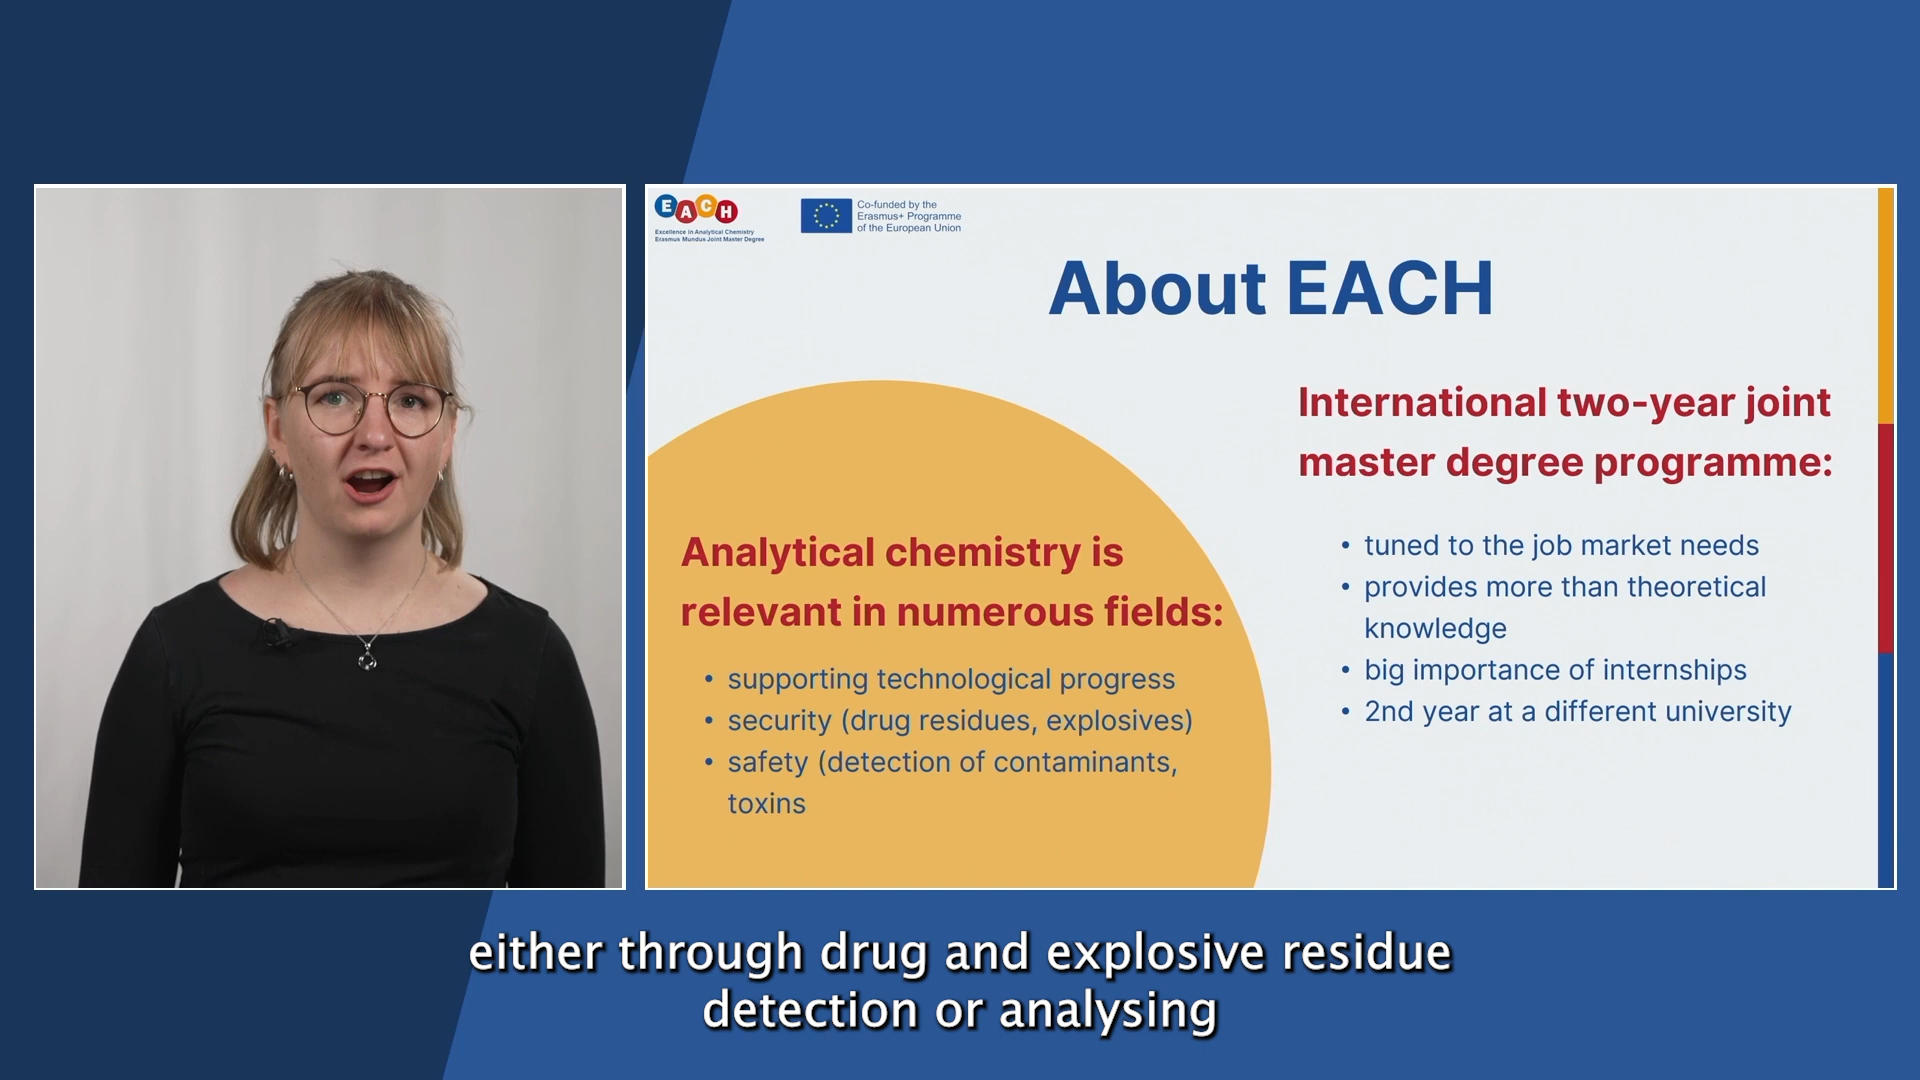 EACH
Excellence in Analytical Chemistry
Erasmus Mundus Joint Master Degree
Co-funded by the
Erasmus+ Programme
of the European Union
About EACH
Analytical chemistry is
relevant in numerous fields:
• supporting technological progress
• security (drug residues, explosives)
• safety (detection of contaminants,
toxins
International two-year joint
master degree programme:
• tuned to the job market needs
• provides more than theoretical
knowledge
• big importance of internships
• 2nd year at a different university
either through drug and explosive residue
detection or analysing